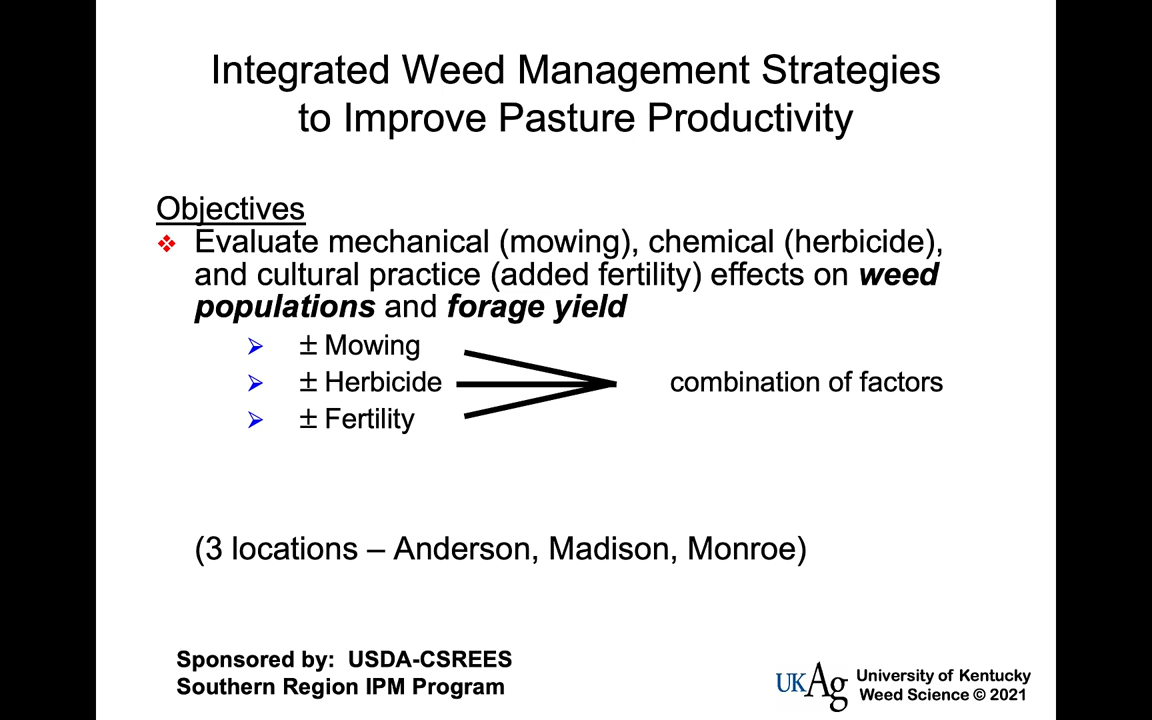 Integrated Weed Management Strategies
to Improve Pasture Productivity
Objectives
❖ Evaluate mechanical (mowing), chemical (herbicide),
and cultural practice (added fertility) effects on weed
populations and forage yield
➢ ± Mowing
➢ ± Herbicide
combination of factors
➢ ± Fertility
(3 locations – Anderson, Madison, Monroe)
Sponsored by: USDA-CSREES
Southern Region IPM Program
UKAg
University of Kentucky
Weed Science © 2021